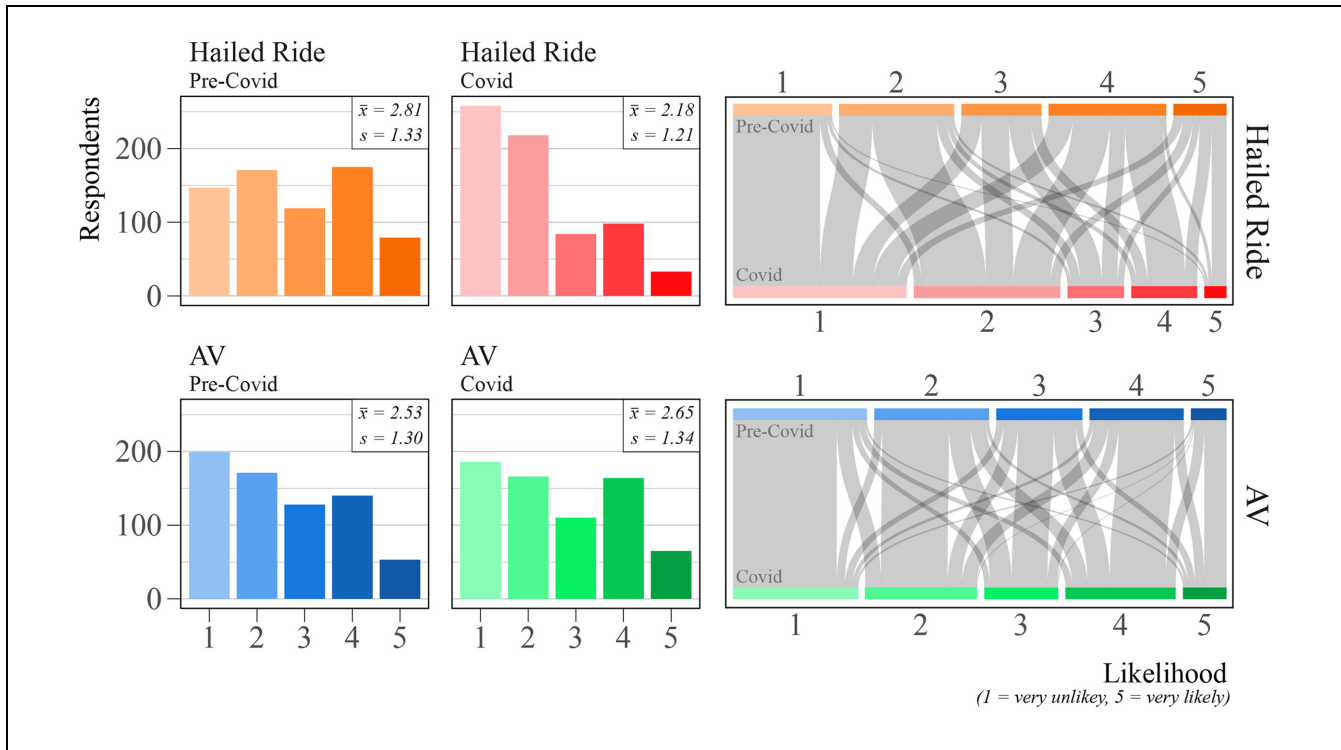 Hailed Ride
Pre-Covid
Hailed Ride
Covid
Respondents
200
100
0
x̄ = 2.81
s = 1.33
x̄ = 2.18
s = 1.21
1 2 3 4 5
Pre-Covid
Covid
1 2 3 4 5
Hailed Ride
AV
Pre-Covid
AV
Covid
200
100
0
x̄ = 2.53
s = 1.30
x̄ = 2.65
s = 1.34
1 2 3 4 5
1 2 3 4 5
1 2 3 4 5
Pre-Covid
Covid
1 2 3 4 5
AV
Likelihood
(1 = very unlikey, 5 = very likely)